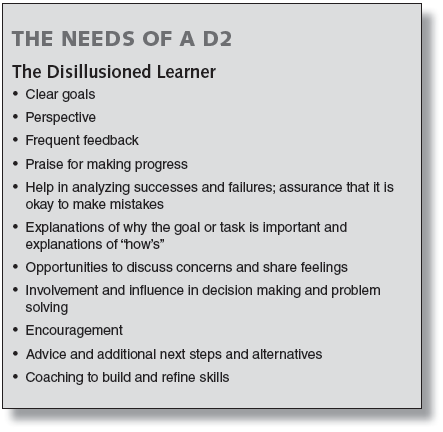 THE NEEDS OF A D2
The Disillusioned Learner
• Clear goals
• Perspective
• Frequent feedback
• Praise for making progress
• Help in analyzing successes and failures; assurance that it is
okay to make mistakes
• Explanations of why the goal or task is important and
explanations of “how’s”
• Opportunities to discuss concerns and share feelings
• Involvement and influence in decision making and problem
solving
• Encouragement
• Advice and additional next steps and alternatives
• Coaching to build and refine skills